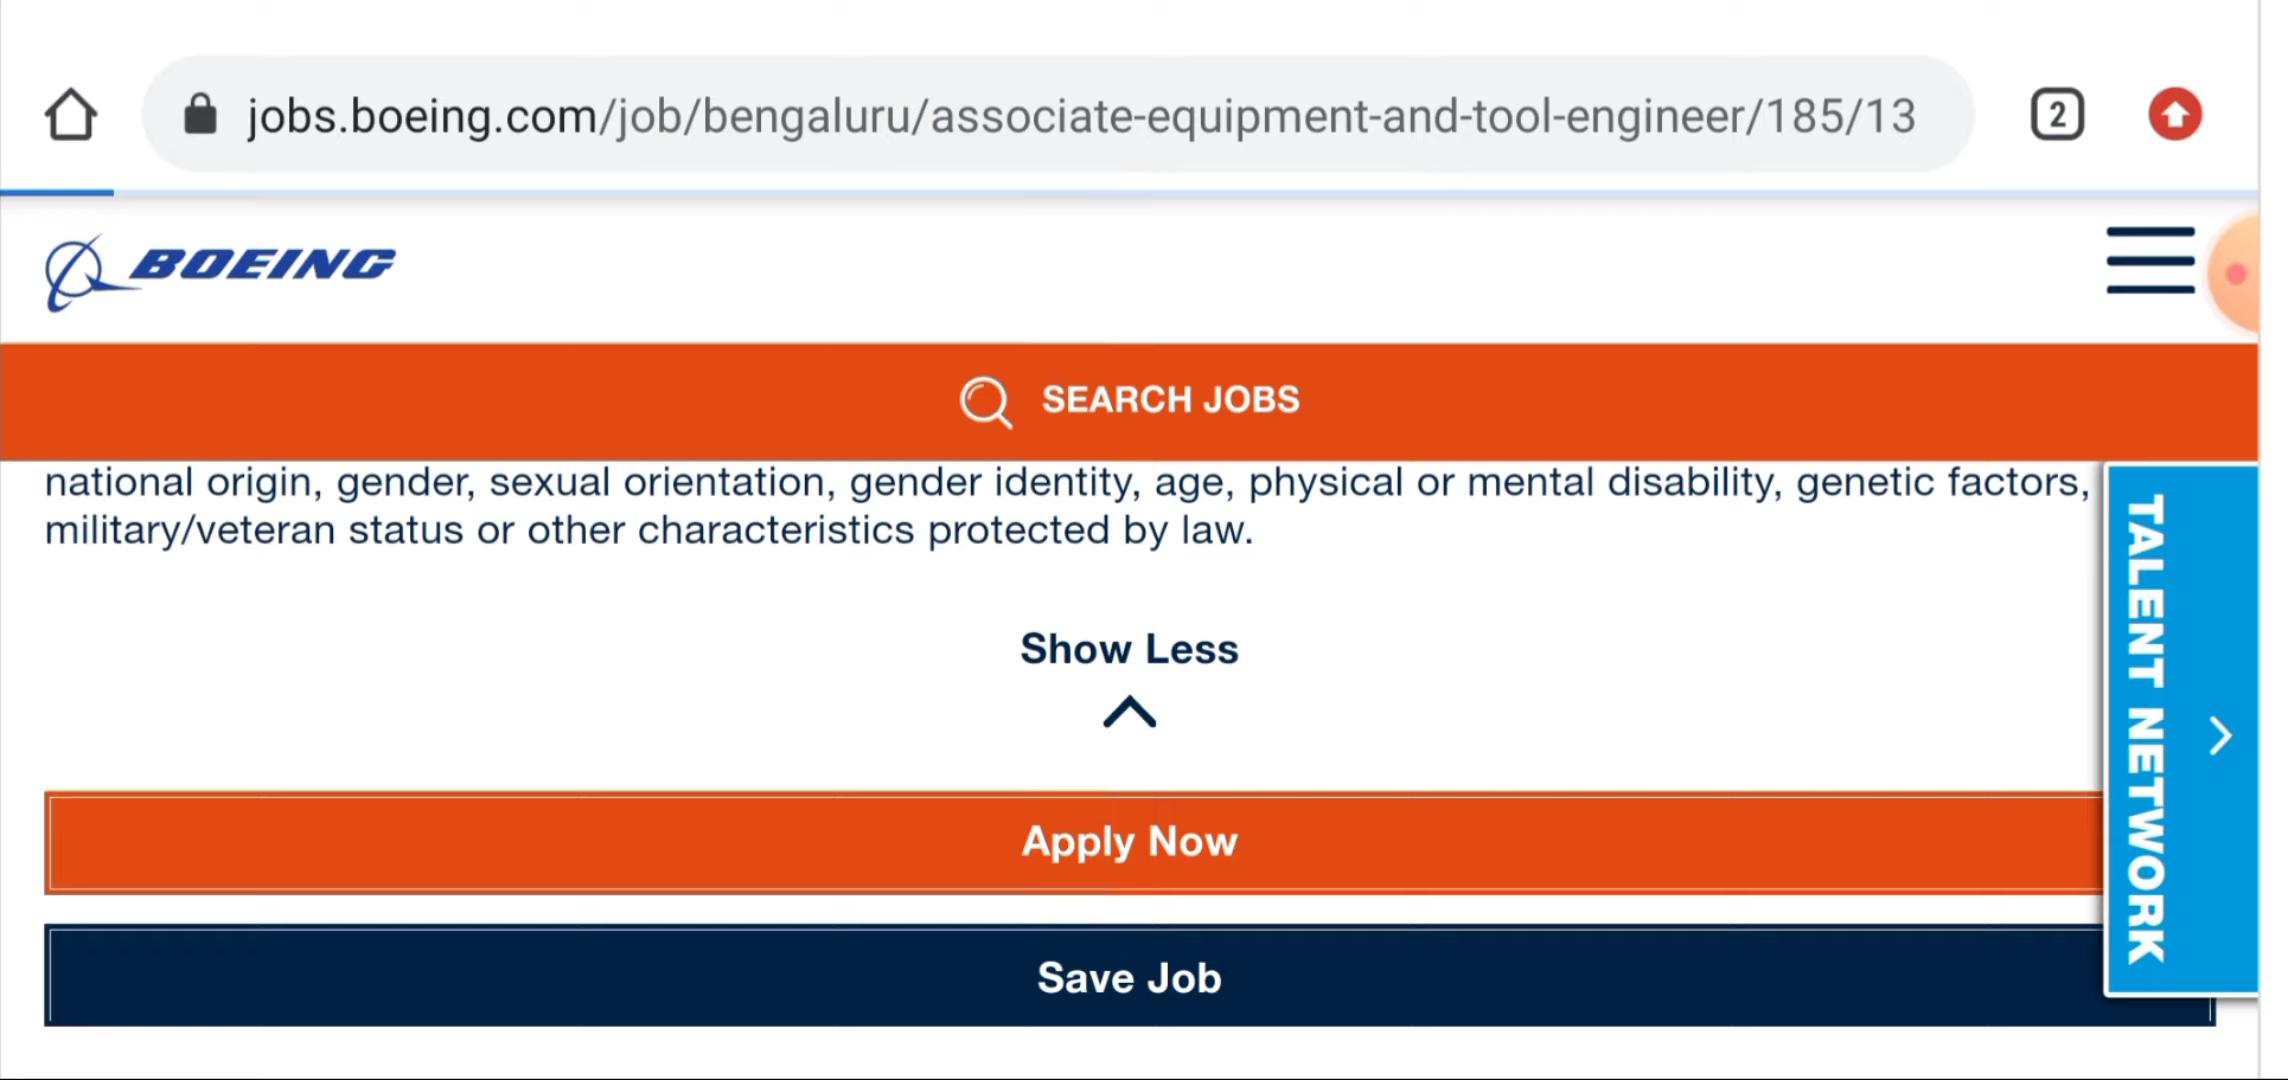 jobs.boeing.com/job/bengaluru/associate-equipment-and-tool-engineer/185/13
2
BOEING
SEARCH JOBS
national origin, gender, sexual orientation, gender identity, age, physical or mental disability, genetic factors,
military/veteran status or other characteristics protected by law.
TALENT NETWORK
Show Less
Apply Now
Save Job